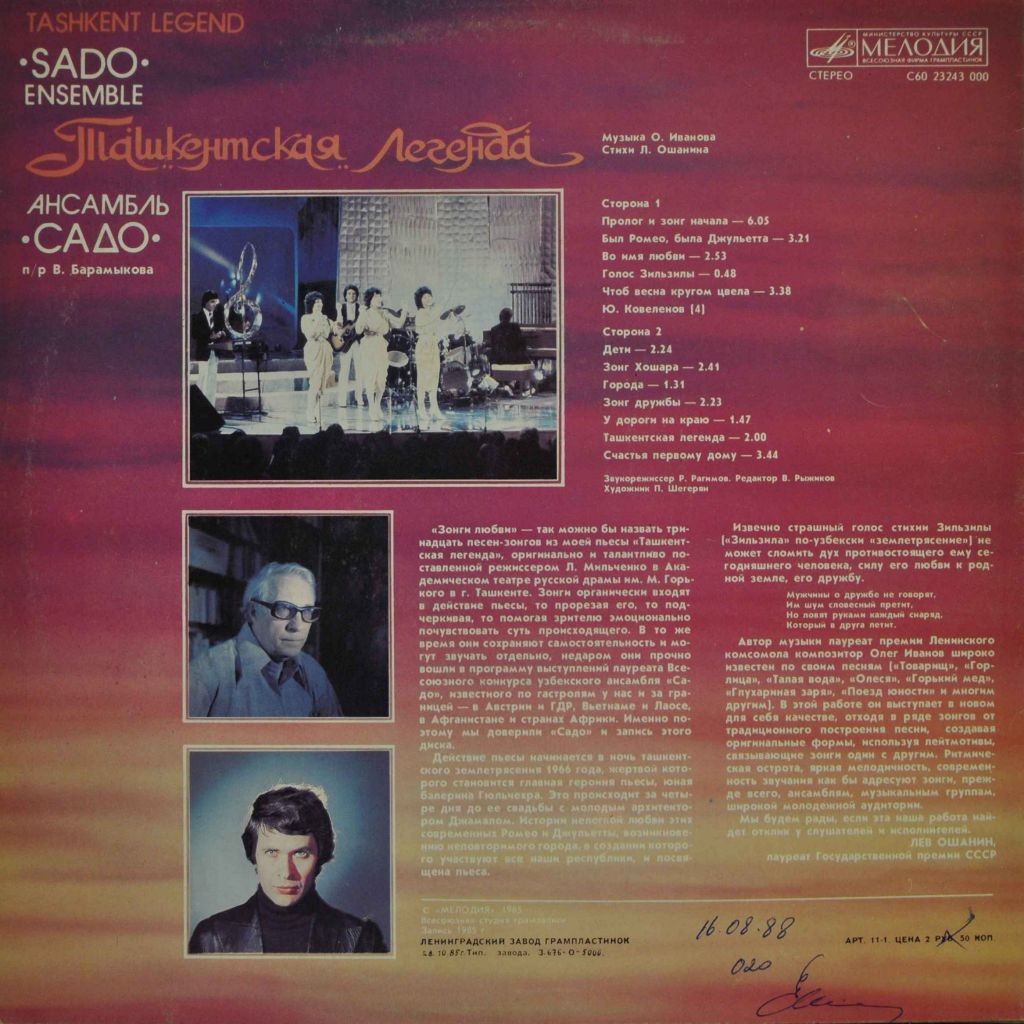 TASHKENT LEGEND
•SADO•
ENSEMBLE
Ташкентская легенда
АНСАМБЛЬ
•САДО•
п/р В. Барамыкова
МИНИСТЕРСТВО КУЛЬТУРЫ СССР
МЕЛОДИЯ
ВСЕСОЮЗНАЯ ФИРМА ГРАМПЛАСТИНОК
СТЕРЕО
С60 23243 000
Музыка О. Иванова
Стихи Л. Ошанина
Сторона 1
Пролог и зонг начала — 6.05
Был Ромео, была Джульетта — 3.21
Во имя любви — 2.53
Голос Зильзилы — 0.48
Чтоб весна кругом цвела — 3.38
Ю. Ковеленов [4]
Сторона 2
Дети — 2.24
Зонг Хошара — 2.41
Города — 1.31
Зонг дружбы — 2.23
У дороги на краю — 1.47
Ташкентская легенда — 2.00
Счастья первому дому — 3.44
Звукорежиссер Р. Рагимов. Редактор В. Рыжиков
Художник П. Шегерян
«Зонги любви» — так можно бы назвать три-
надцать песен-зонгов из моей пьесы «Ташкент-
ская легенда», оригинально и талантливо по-
ставленной режиссером Л. Мильченко в Ака-
демическом театре русской драмы им. М. Горь-
кого в г. Ташкенте. Зонги органически входят
в действие пьесы, то прорезая его, то под-
черкивая, то помогая зрителю эмоционально
почувствовать суть происходящего. В то же
время они сохраняют самостоятельность и мо-
гут звучать отдельно, недаром они прочно
вошли в программу выступлений лауреата Все-
союзного конкурса узбекского ансамбля «Са-
до», известного по гастролям у нас и за гра-
ницей — в Австрии и ГДР, Вьетнаме и Лаосе,
в Афганистане и странах Африки. Именно по-
этому мы доверили «Садо» и запись этого
диска.
Действие пьесы начинается в ночь ташкент-
ского землетрясения 1966 года, жертвой кото-
рого становится главная героиня пьесы, юная
балерина Гюльчехра. Это происходит за четы-
ре дня до ее свадьбы с молодым архитекто-
ром Джамалом. Истории нелегкой любви этих
современных Ромео и Джульетты, возникнове-
нию неповторимого города, в создании которо-
го участвуют все наши республики, и посвя-
щена пьеса.
Извечно страшный голос стихии Зильзилы
[«Зильзила» по-узбекски «землетрясение»] не
может сломить дух противостоящего ему се-
годняшнего человека, силу его любви к род-
ной земле, его дружбу.
Мужчины о дружбе не говорят,
Им шум словесный претит,
Но ловят руками каждый снаряд,
Который в друга летит.
Автор музыки лауреат премии Ленинского
комсомола композитор Олег Иванов широко
известен по своим песням [«Товарищ», «Гор-
лица», «Талая вода», «Олеся», «Горький мед»,
«Глухариная заря», «Поезд юности» и многим
другим]. В этой работе он выступает в новом
для себя качестве, отходя в ряде зонгов от
традиционного построения песни, создавая
оригинальные формы, используя лейтмотивы,
связывающие зонги один с другим. Ритмиче-
ская острота, яркая мелодичность, современ-
ность звучания как бы адресуют зонги, преж-
де всего, ансамблям, музыкальным группам,
широкой молодежной аудитории.
Мы будем рады, если эта наша работа най-
дет отклик у слушателей и исполнителей.
ЛЕВ ОШАНИН,
лауреат Государственной премии СССР
С «МЕЛОДИЯ» 1985
Всесоюзная студия грамзаписи
Запись 1985 г.
ЛЕНИНГРАДСКИЙ ЗАВОД ГРАМПЛАСТИНОК
28.10.85г. Тип. завода. З.676-0-5000.
16.08.88
АРТ. 11-1. ЦЕНА 2 РУБ. 50 КОП.
020